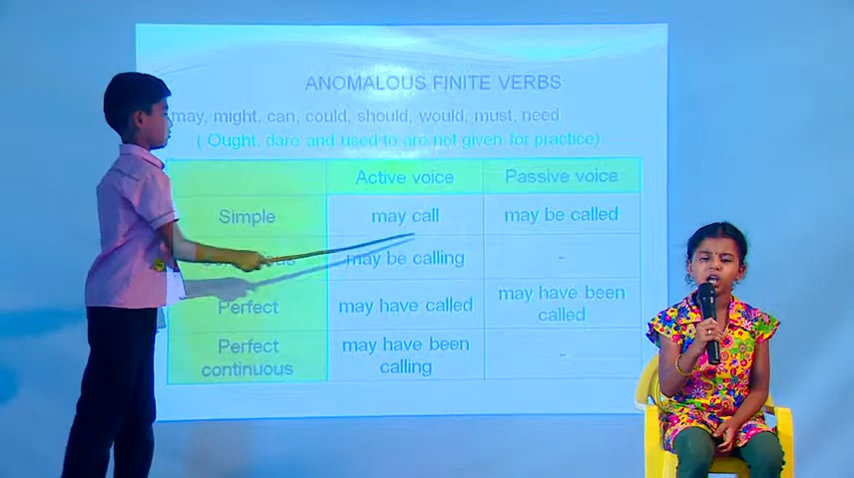 ANOMALOUS FINITE VERBS
may, might, can, could, should, would, must, need
( Ought, dare and used to are not given for practice)
Active voice Passive voice
Simple may call may be called
may be calling -
Perfect may have called may have been
called
Perfect may have been
continuous calling -